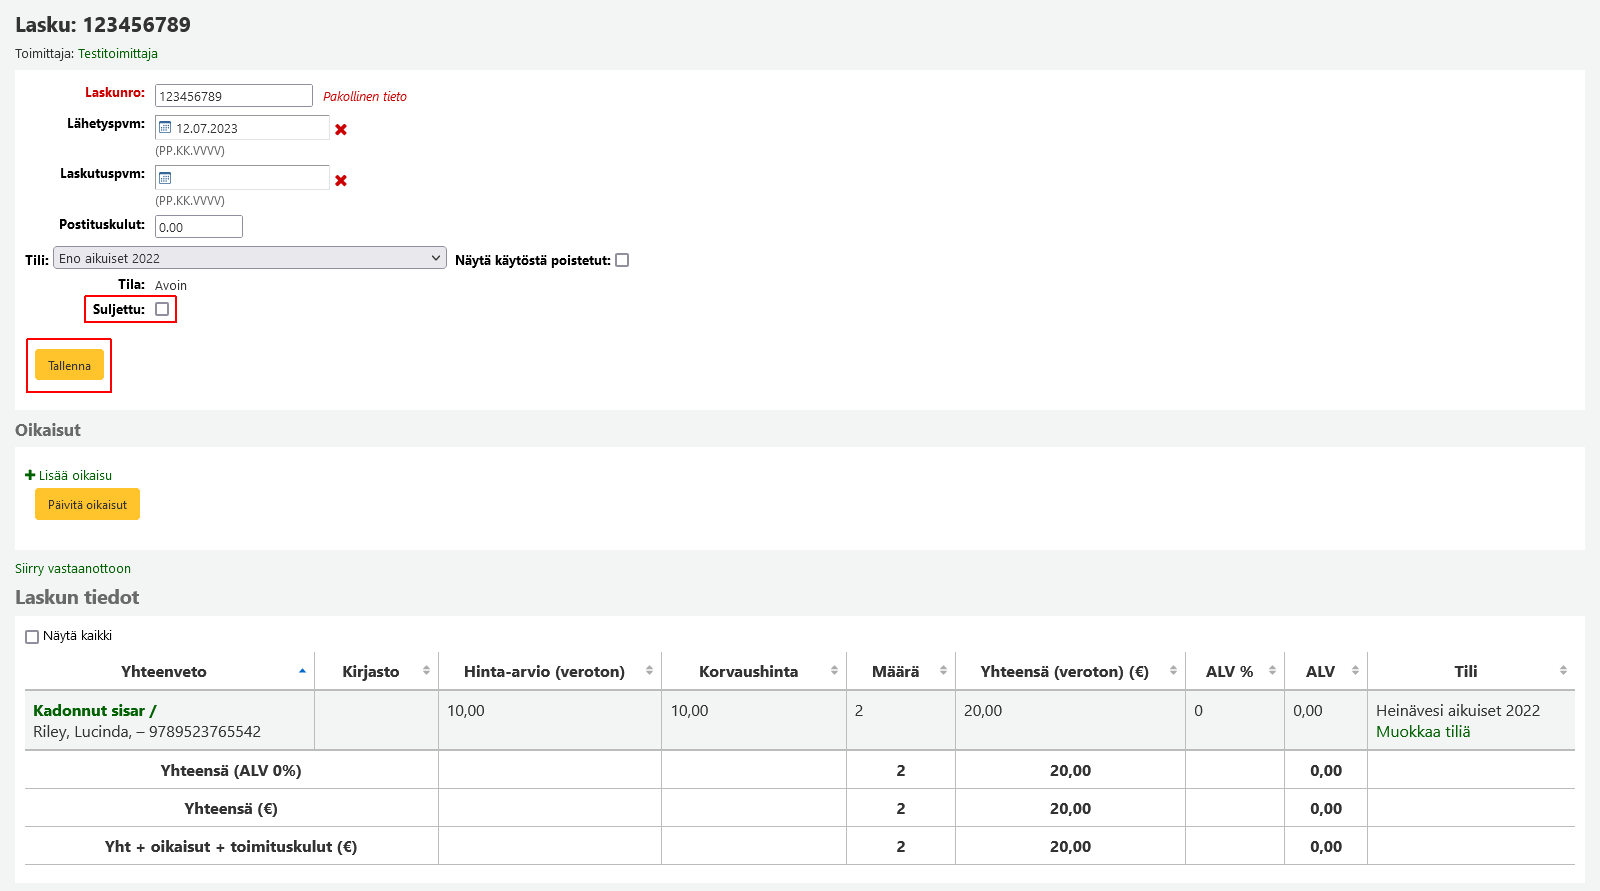 Lasku: 123456789
Toimittaja: Testitoimittaja
Laskunro: 123456789 Pakollinen tieto
Lähetyspvm: 12.07.2023
(PP.KK.VVVV)
Laskutuspvm:
(PP.KK.VVVV)
Postituskulut: 0.00
Tili: Eno aikuiset 2022 Näytä käytöstä poistetut:
Tila: Avoin
Suljettu:
Tallenna
Oikaisut
Lisää oikaisu
Päivitä oikaisut
Siirry vastaanottoon
Laskun tiedot
Näytä kaikki
Yhteenveto Kirjasto Hinta-arvio (veroton) Korvaushinta Määrä Yhteensä (veroton) (€) ALV % ALV Tili
Kadonnut sisar / 10,00 10,00 2 20,00 0 0,00 Heinävesi aikuiset 2022
Riley, Lucinda, – 9789523765542 Muokkaa tiliä
Yhteensä (ALV 0%) 2 20,00 0,00
Yhteensä (€) 2 20,00 0,00
Yht + oikaisut + toimituskulut (€) 2 20,00 0,00